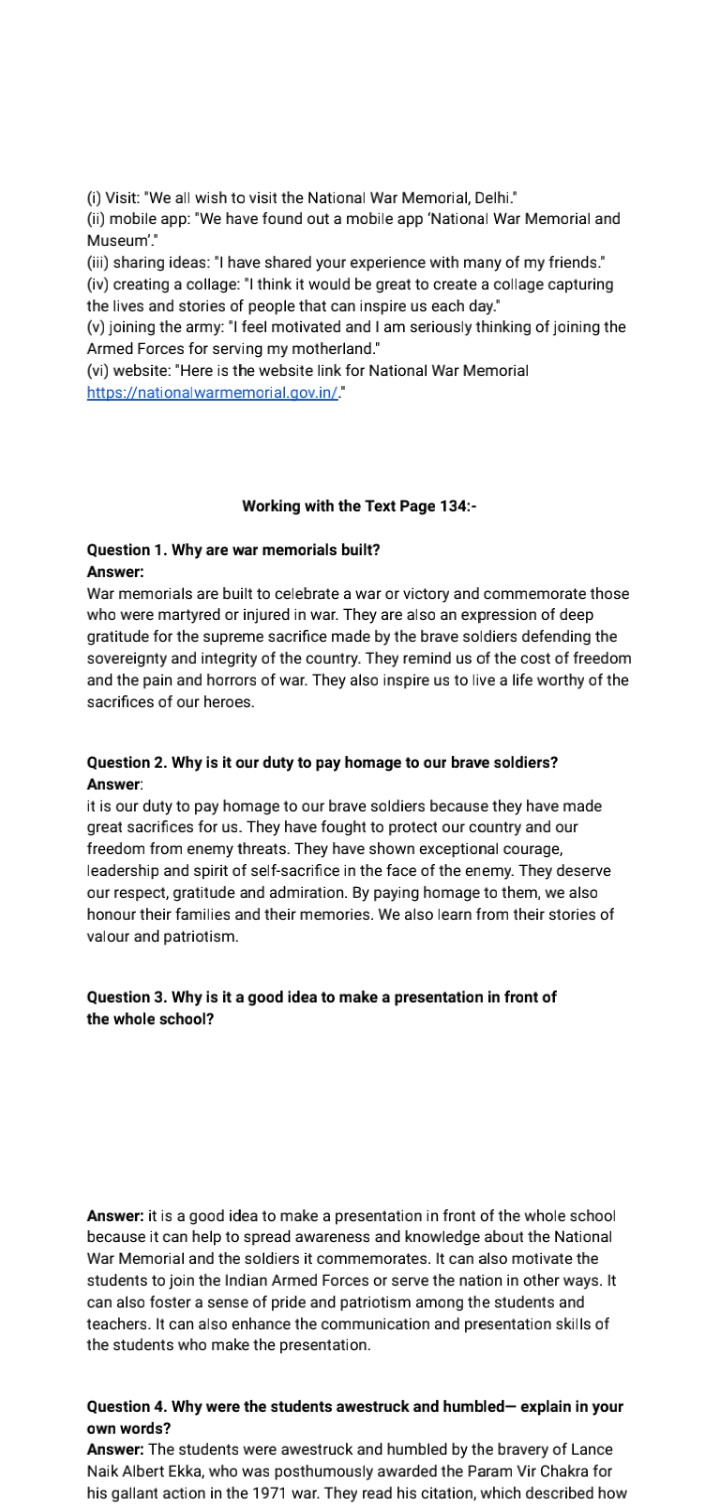 (i) Visit: "We all wish to visit the National War Memorial, Delhi."
(ii) mobile app: "We have found out a mobile app ‘National War Memorial and
Museum’."
(iii) sharing ideas: "I have shared your experience with many of my friends."
(iv) creating a collage: "I think it would be great to create a collage capturing
the lives and stories of people that can inspire us each day."
(v) joining the army: "I feel motivated and I am seriously thinking of joining the
Armed Forces for serving my motherland."
(vi) website: "Here is the website link for National War Memorial
https://nationalwarmemorial.gov.in/."
Working with the Text Page 134:-
Question 1. Why are war memorials built?
Answer:
War memorials are built to celebrate a war or victory and commemorate those
who were martyred or injured in war. They are also an expression of deep
gratitude for the supreme sacrifice made by the brave soldiers defending the
sovereignty and integrity of the country. They remind us of the cost of freedom
and the pain and horrors of war. They also inspire us to live a life worthy of the
sacrifices of our heroes.
Question 2. Why is it our duty to pay homage to our brave soldiers?
Answer:
it is our duty to pay homage to our brave soldiers because they have made
great sacrifices for us. They have fought to protect our country and our
freedom from enemy threats. They have shown exceptional courage,
leadership and spirit of self-sacrifice in the face of the enemy. They deserve
our respect, gratitude and admiration. By paying homage to them, we also
honour their families and their memories. We also learn from their stories of
valour and patriotism.
Question 3. Why is it a good idea to make a presentation in front of
the whole school?
Answer: it is a good idea to make a presentation in front of the whole school
because it can help to spread awareness and knowledge about the National
War Memorial and the soldiers it commemorates. It can also motivate the
students to join the Indian Armed Forces or serve the nation in other ways. It
can also foster a sense of pride and patriotism among the students and
teachers. It can also enhance the communication and presentation skills of
the students who make the presentation.
Question 4. Why were the students awestruck and humbled— explain in your
own words?
Answer: The students were awestruck and humbled by the bravery of Lance
Naik Albert Ekka, who was posthumously awarded the Param Vir Chakra for
his gallant action in the 1971 war. They read his citation, which described how